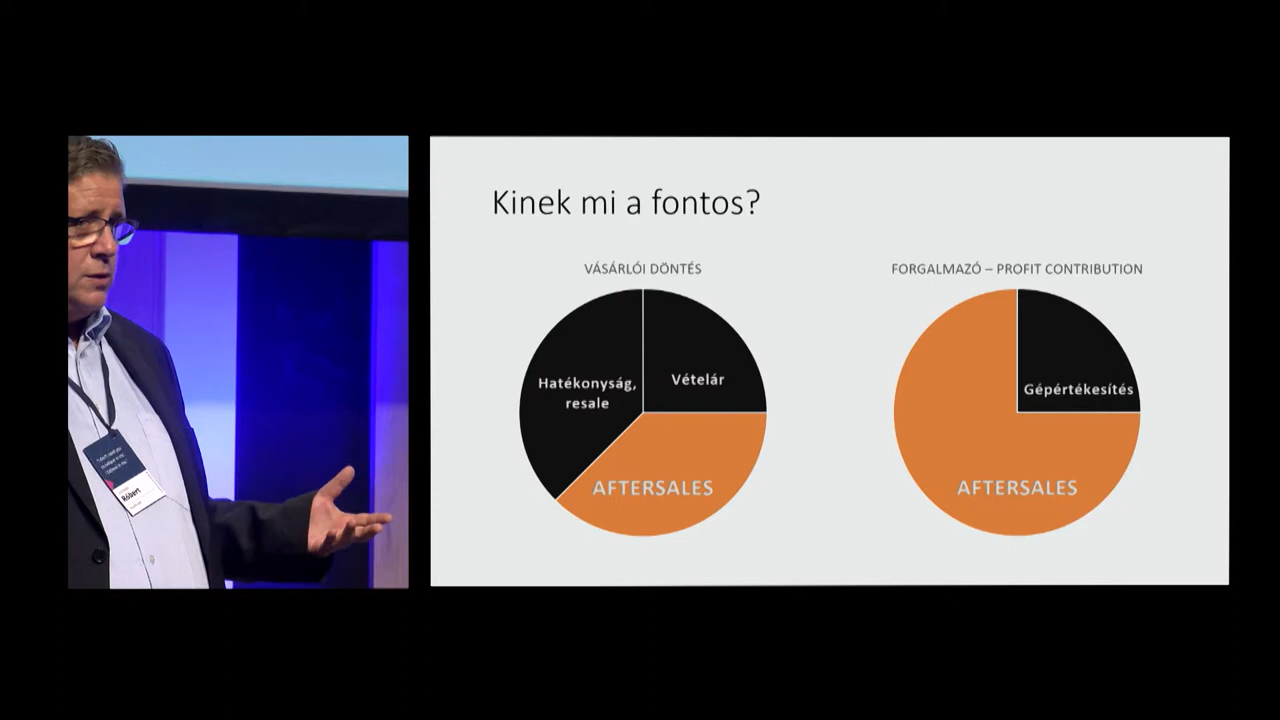 Kinek mi a fontos?
VÁSÁRLÓI DÖNTÉS
Hatékonyság,
resale
Vételár
AFTERSALES
FORGALMAZÓ – PROFIT CONTRIBUTION
Gépértékesítés
AFTERSALES
Róbert